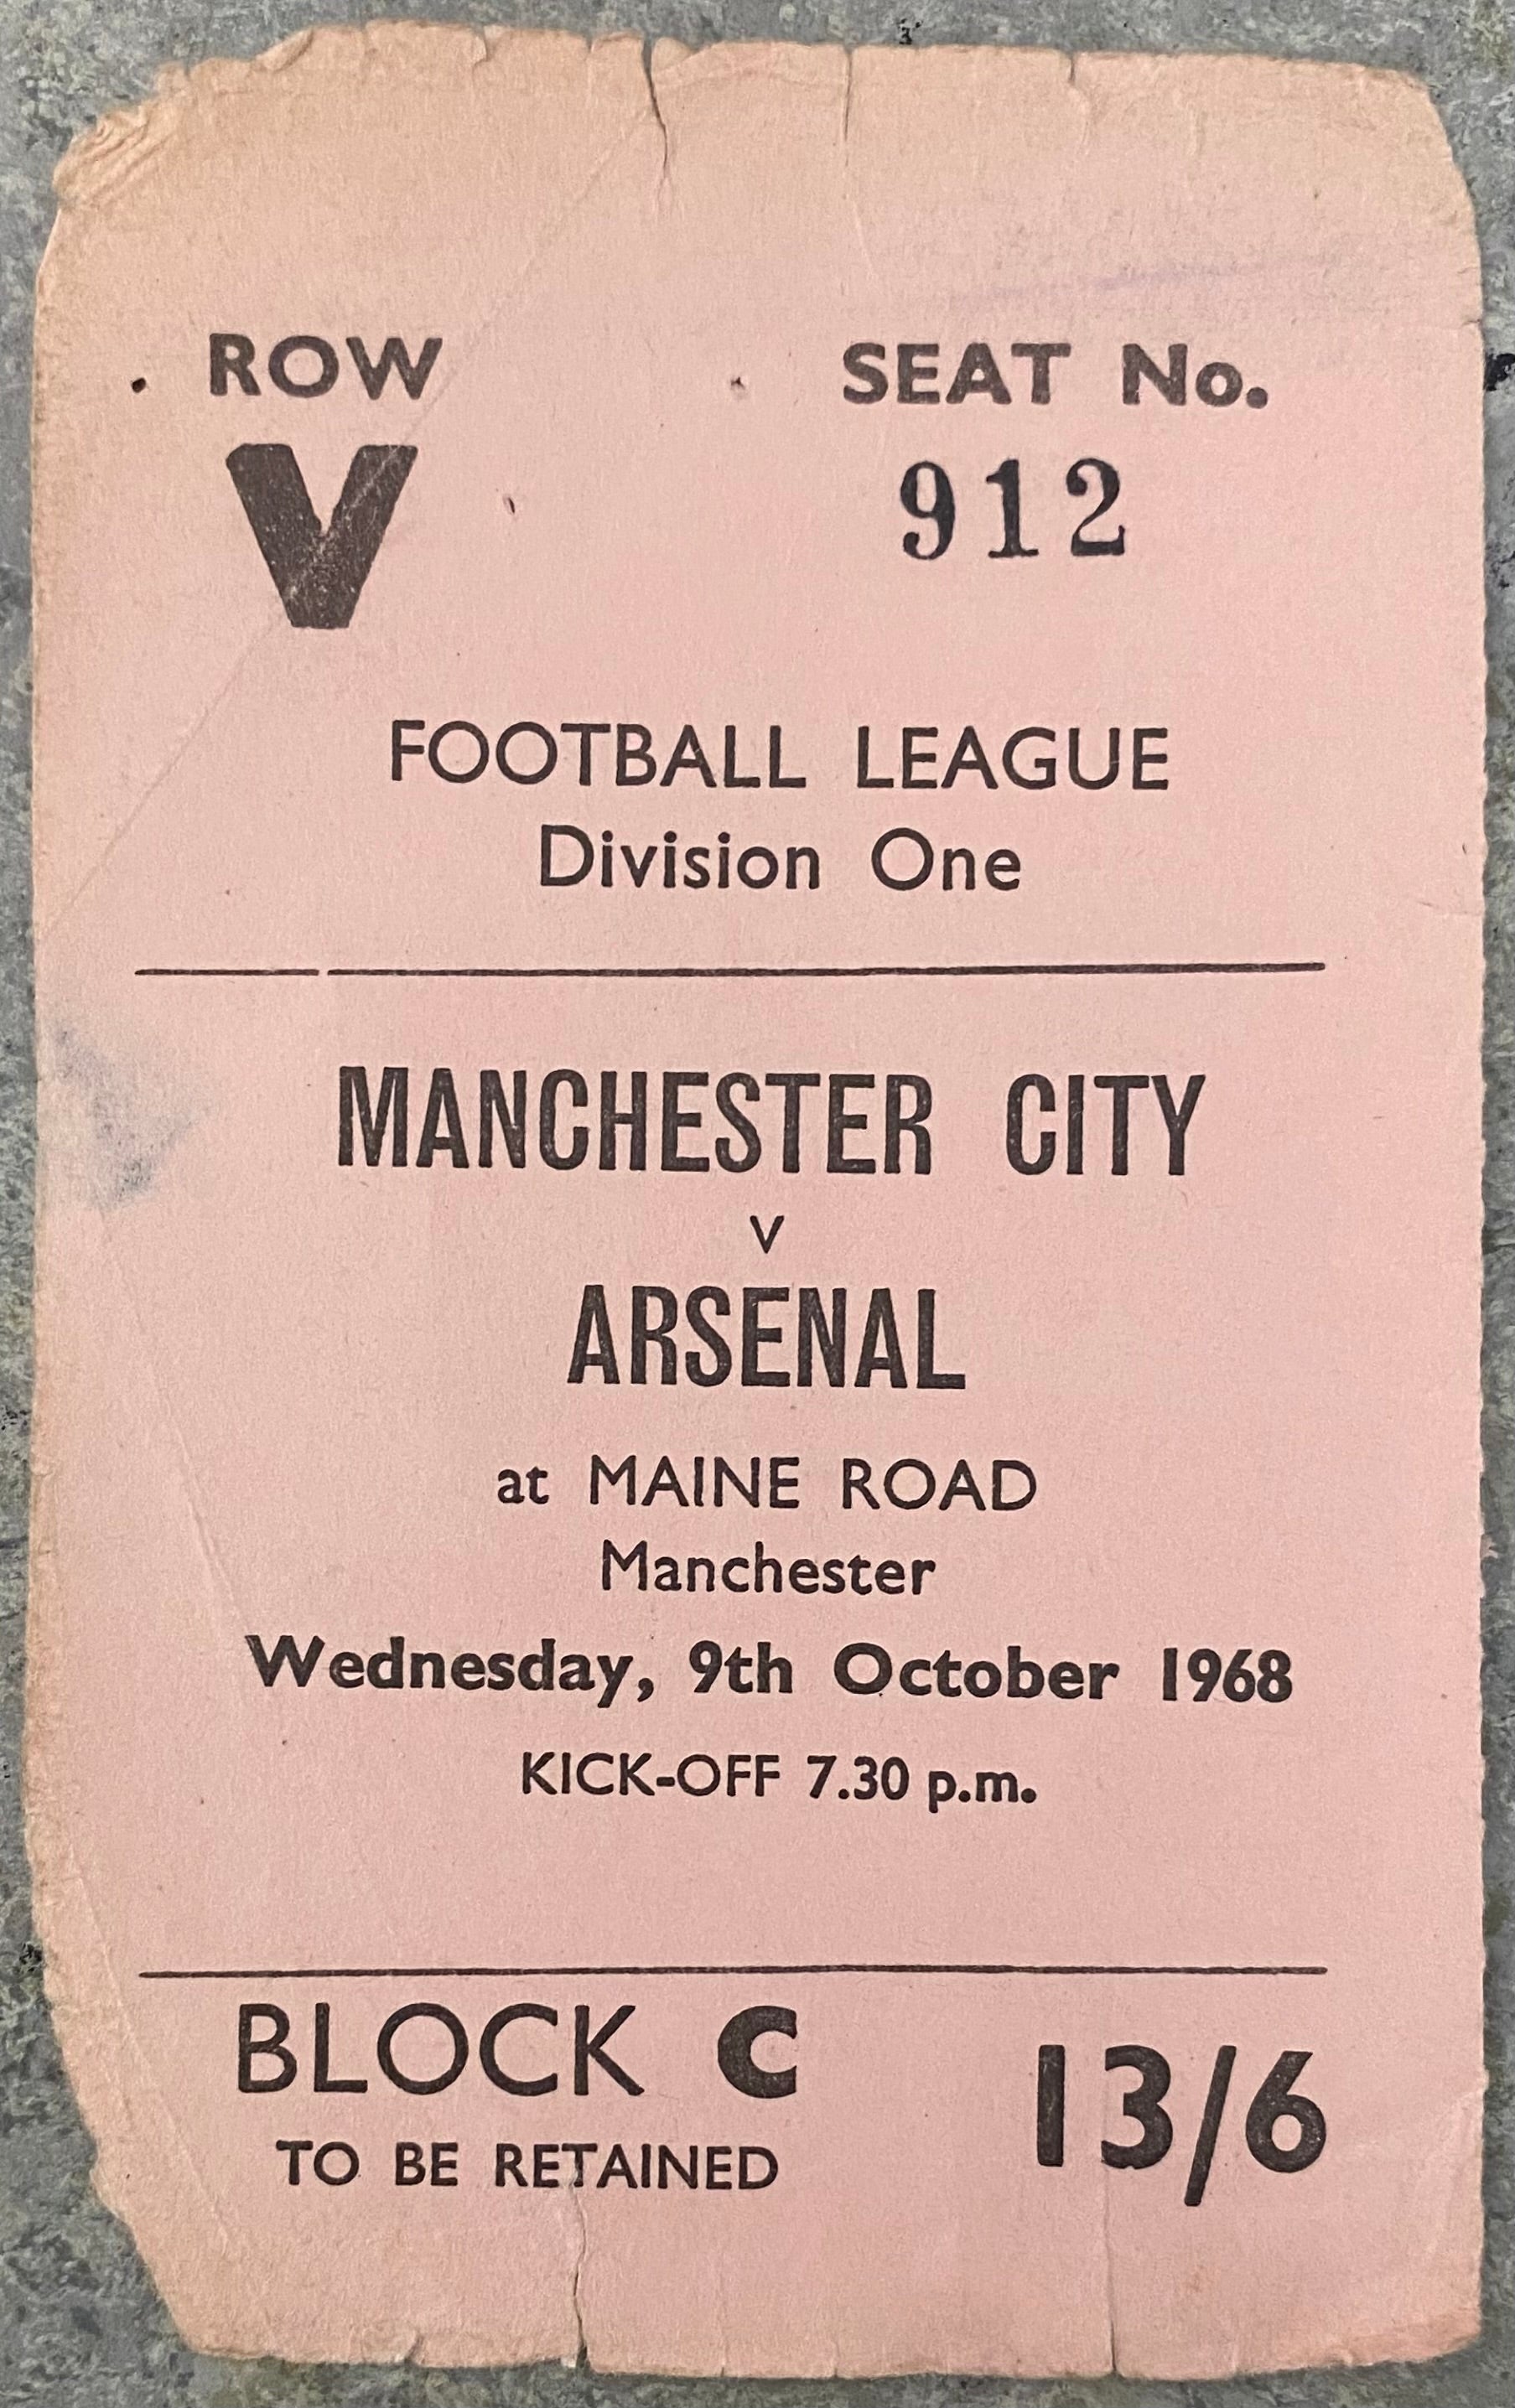 ROW SEAT No.
V 912
FOOTBALL LEAGUE
Division One
MANCHESTER CITY
v
ARSENAL
at MAINE ROAD
Manchester
Wednesday, 9th October 1968
KICK-OFF 7.30 p.m.
BLOCK C 13/6
TO BE RETAINED